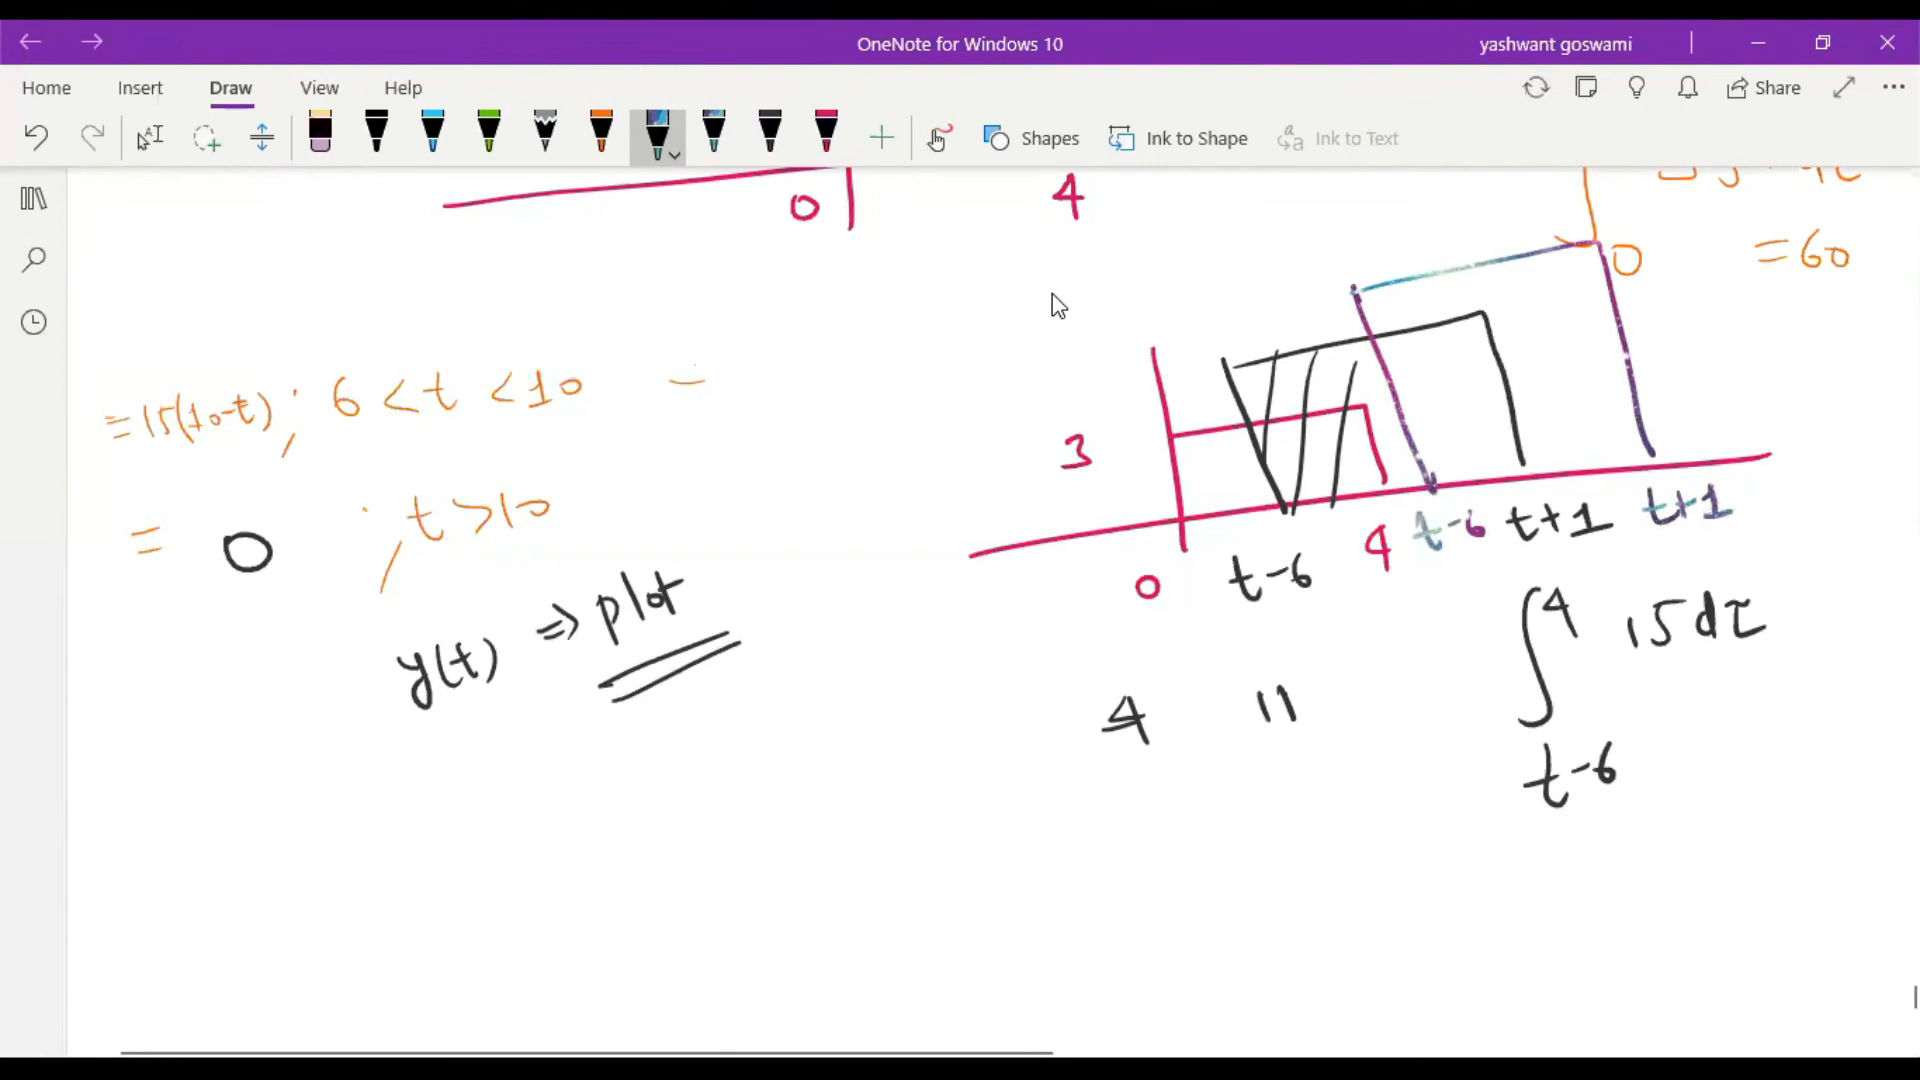 OneNote for Windows 10
yashwant goswami
Home Insert Draw View Help
Share
Shapes Ink to Shape Ink to Text
0
4
0
= 60
= 15(10-t) ; 6 < t < 10 =
3
= 0 ; t > 10
0 t-6 4 t-6 t+1 t+1
y(t) => plot
∫ 4 15 dτ
t-6
4 11